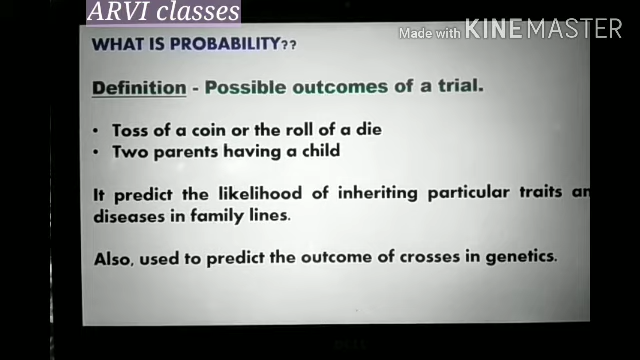 ARVI classes
Made with KINEMASTER
WHAT IS PROBABILITY??
Definition - Possible outcomes of a trial.
• Toss of a coin or the roll of a die
• Two parents having a child
It predict the likelihood of inheriting particular traits an
diseases in family lines.
Also, used to predict the outcome of crosses in genetics.